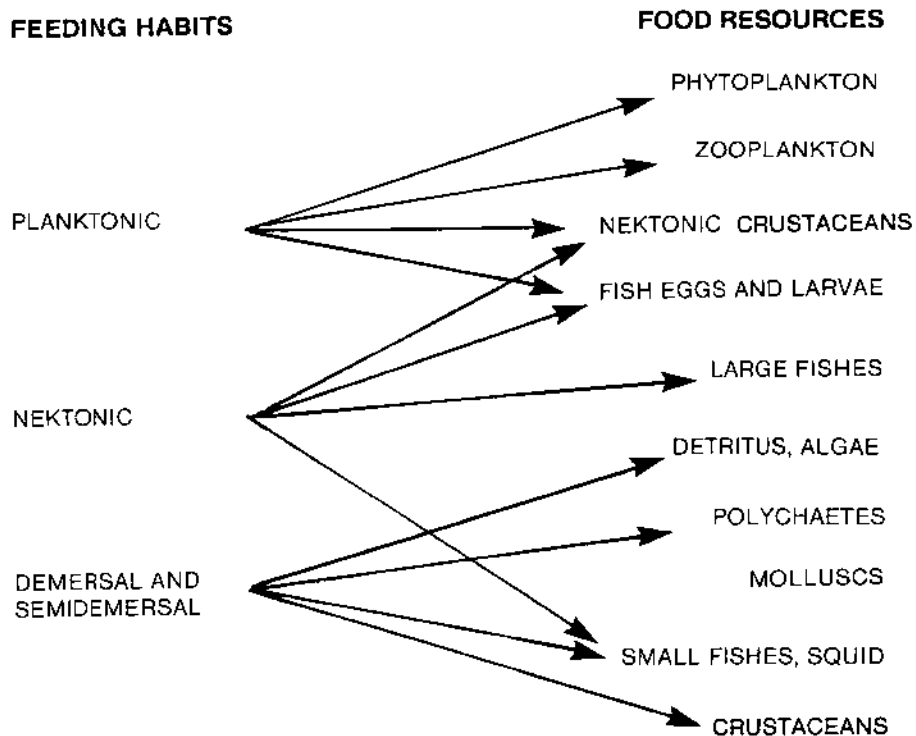 FEEDING HABITS
FOOD RESOURCES
PHYTOPLANKTON
ZOOPLANKTON
PLANKTONIC
NEKTONIC CRUSTACEANS
FISH EGGS AND LARVAE
LARGE FISHES
NEKTONIC
DETRITUS, ALGAE
POLYCHAETES
MOLLUSCS
DEMERSAL AND
SEMIDEMERSAL
SMALL FISHES, SQUID
CRUSTACEANS